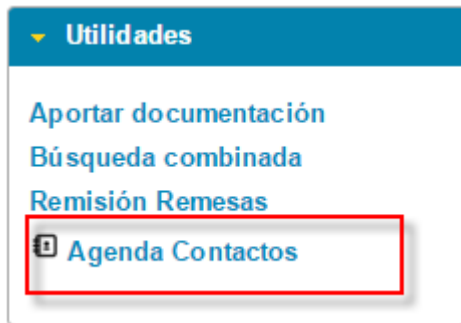 Utilidades
Aportar documentación
Búsqueda combinada
Remisión Remesas
Agenda Contactos